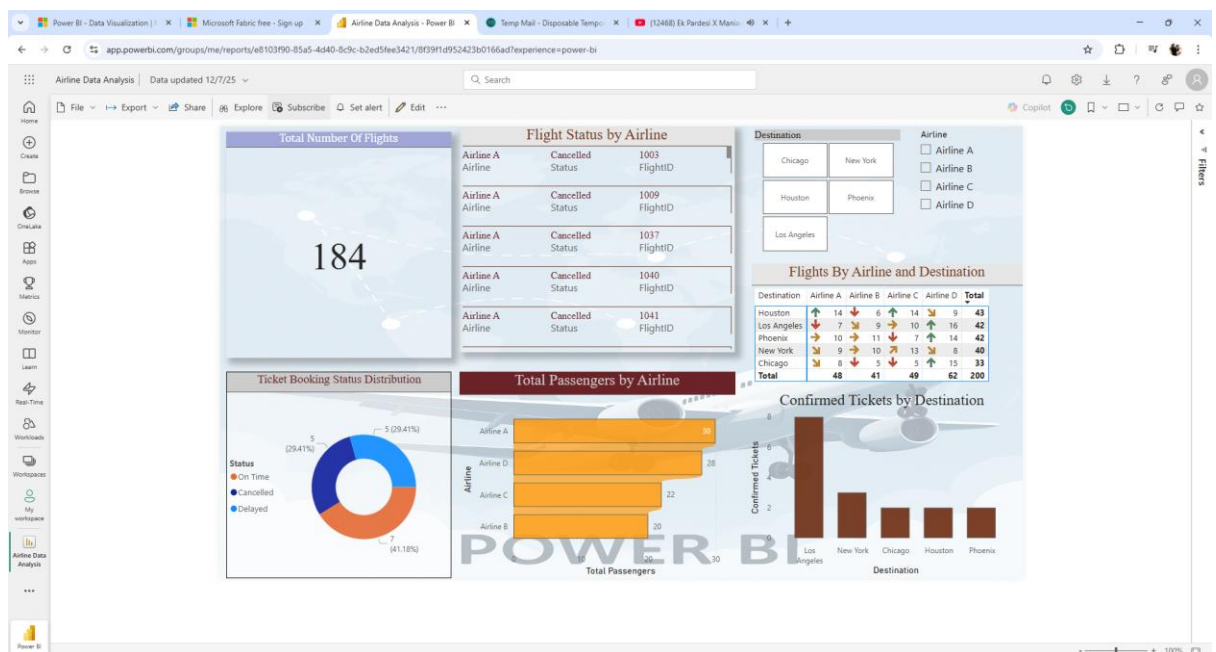 Power BI - Data Visualization |
Microsoft Fabric free - Sign up
Airline Data Analysis - Power BI
Temp Mail - Disposable Tempo
(12468) Ek Pardesi X Mania
app.powerbi.com/groups/me/reports/e8103f90-85a5-4d40-8c9c-b2ed5fee3421/8f39f1d952423b0166ad?experience=power-bi
Airline Data Analysis | Data updated 12/7/25
Search
File Export Share Explore Subscribe Set alert Edit ...
Copilot
Home
Create
Browse
OneLake
Apps
Metrics
Monitor
Learn
Real-Time
Workloads
Workspaces
My
workspace
Airline Data
Analysis
Power BI
Total Number Of Flights
184
Flight Status by Airline
Airline A Cancelled 1003
Airline Status FlightID
Airline A Cancelled 1009
Airline Status FlightID
Airline A Cancelled 1037
Airline Status FlightID
Airline A Cancelled 1040
Airline Status FlightID
Airline A Cancelled 1041
Airline Status FlightID
Destination
Chicago New York
Houston Phoenix
Los Angeles
Airline
Airline A
Airline B
Airline C
Airline D
Filters
Flights By Airline and Destination
Destination Airline A Airline B Airline C Airline D Total
Houston 14 6 14 9 43
Los Angeles 7 9 10 16 42
Phoenix 10 11 7 14 42
New York 9 10 13 8 40
Chicago 8 5 5 15 33
Total 48 41 49 62 200
Ticket Booking Status Distribution
5 (29.41%)
5
(29.41%)
7
(41.18%)
Status
On Time
Cancelled
Delayed
Total Passengers by Airline
Airline
Airline A 30
Airline D 28
Airline C 22
Airline B 20
0 10 20 30
Total Passengers
POWER BI
Confirmed Tickets by Destination
Confirmed Tickets
8
6
4
2
0
Los
Angeles
New York Chicago Houston Phoenix
Destination
100%